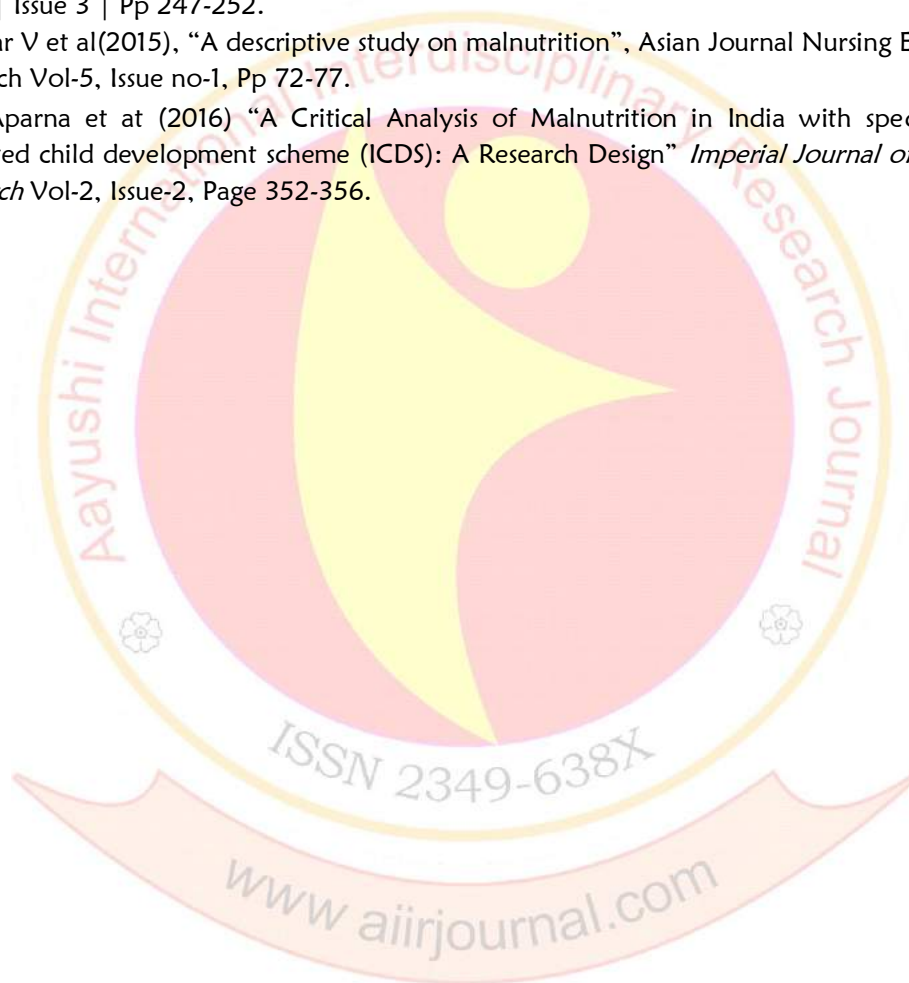 Issue 3 | Pp 247-252.
ar V et al(2015), “A descriptive study on malnutrition”, Asian Journal Nursing E
ch Vol-5, Issue no-1, Pp 72-77.
Aparna et at (2016) “A Critical Analysis of Malnutrition in India with spec
ed child development scheme (ICDS): A Research Design” Imperial Journal of
ch Vol-2, Issue-2, Page 352-356.
Aayushi International Interdisciplinary Research Journal
ISSN 2349-638X
www aiirjournal.com